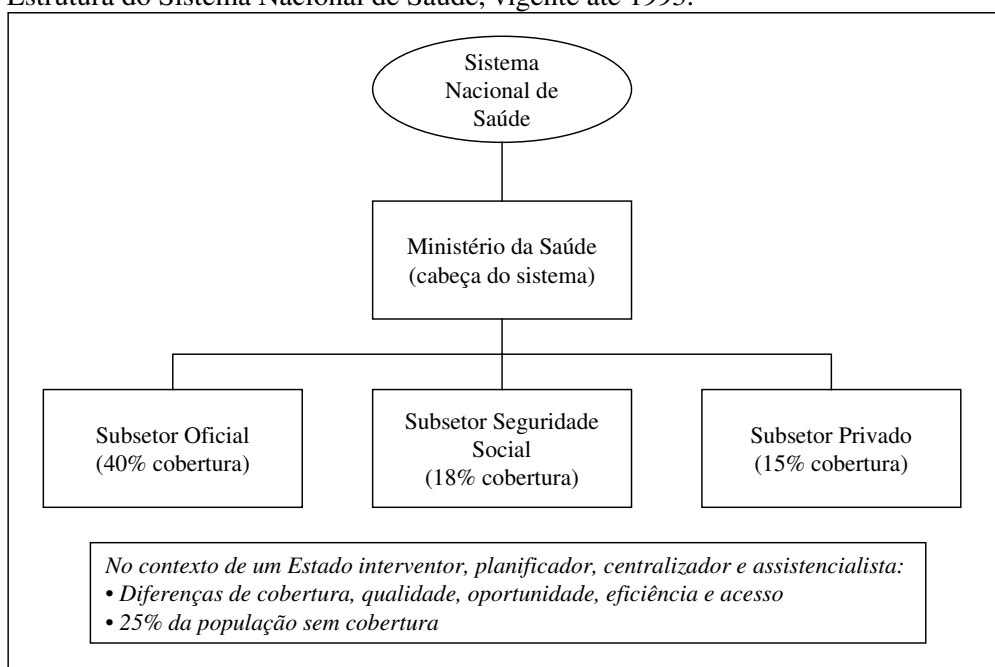 Estrutura do Sistema Nacional de Saúde, vigente até 1993.
Sistema
Nacional de
Saúde
Ministério da Saúde
(cabeça do sistema)
Subsetor Oficial
(40% cobertura)
Subsetor Seguridade
Social
(18% cobertura)
Subsetor Privado
(15% cobertura)
No contexto de um Estado interventor, planificador, centralizador e assistencialista:
• Diferenças de cobertura, qualidade, oportunidade, eficiência e acesso
• 25% da população sem cobertura